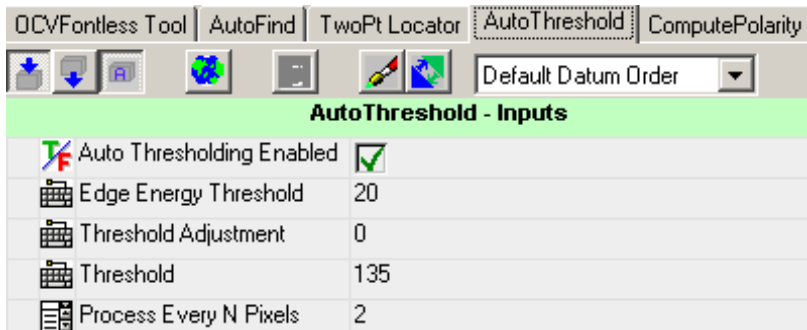 OCVFontless Tool AutoFind TwoPt Locator AutoThreshold ComputePolarity
A Default Datum Order
AutoThreshold - Inputs
T/F Auto Thresholding Enabled
Edge Energy Threshold 20
Threshold Adjustment 0
Threshold 135
Process Every N Pixels 2